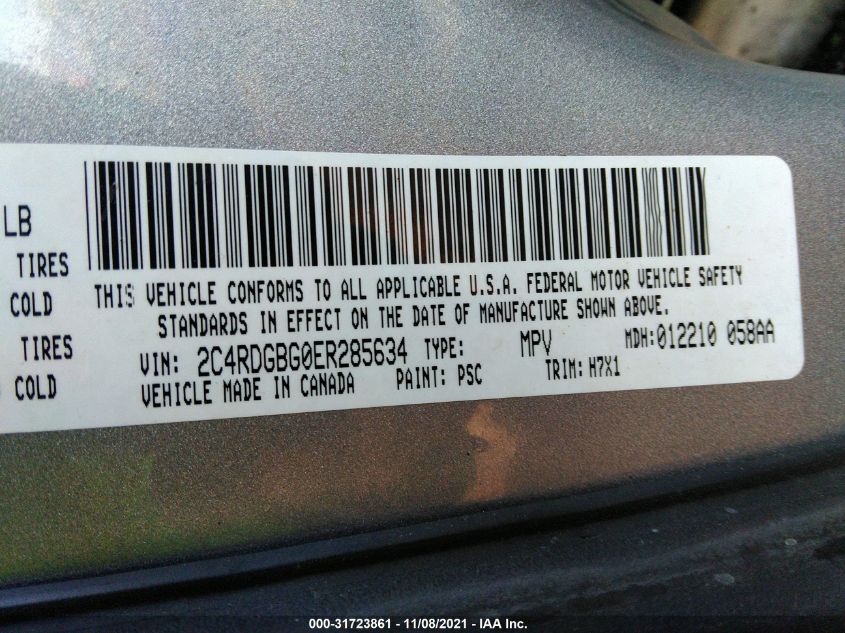 LB
TIRES
COLD
THIS VEHICLE CONFORMS TO ALL APPLICABLE U.S.A. FEDERAL MOTOR VEHICLE SAFETY
STANDARDS IN EFFECT ON THE DATE OF MANUFACTURE SHOWN ABOVE.
TIRES
COLD
VIN: 2C4RDGBG0ER285634 TYPE: MPV MDH:012210 058AA
VEHICLE MADE IN CANADA PAINT: PSC TRIM: H7X1
000-31723861 - 11/08/2021 - IAA Inc.